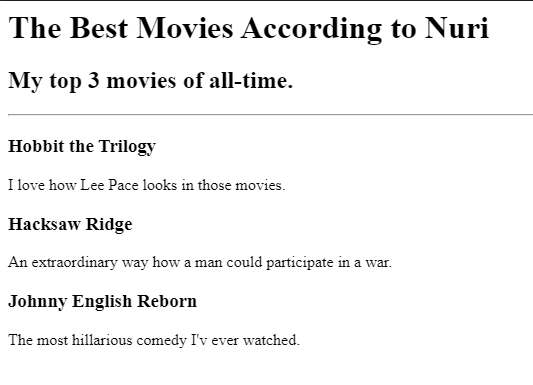 The Best Movies According to Nuri
My top 3 movies of all-time.
Hobbit the Trilogy
I love how Lee Pace looks in those movies.
Hacksaw Ridge
An extraordinary way how a man could participate in a war.
Johnny English Reborn
The most hillarious comedy I'v ever watched.